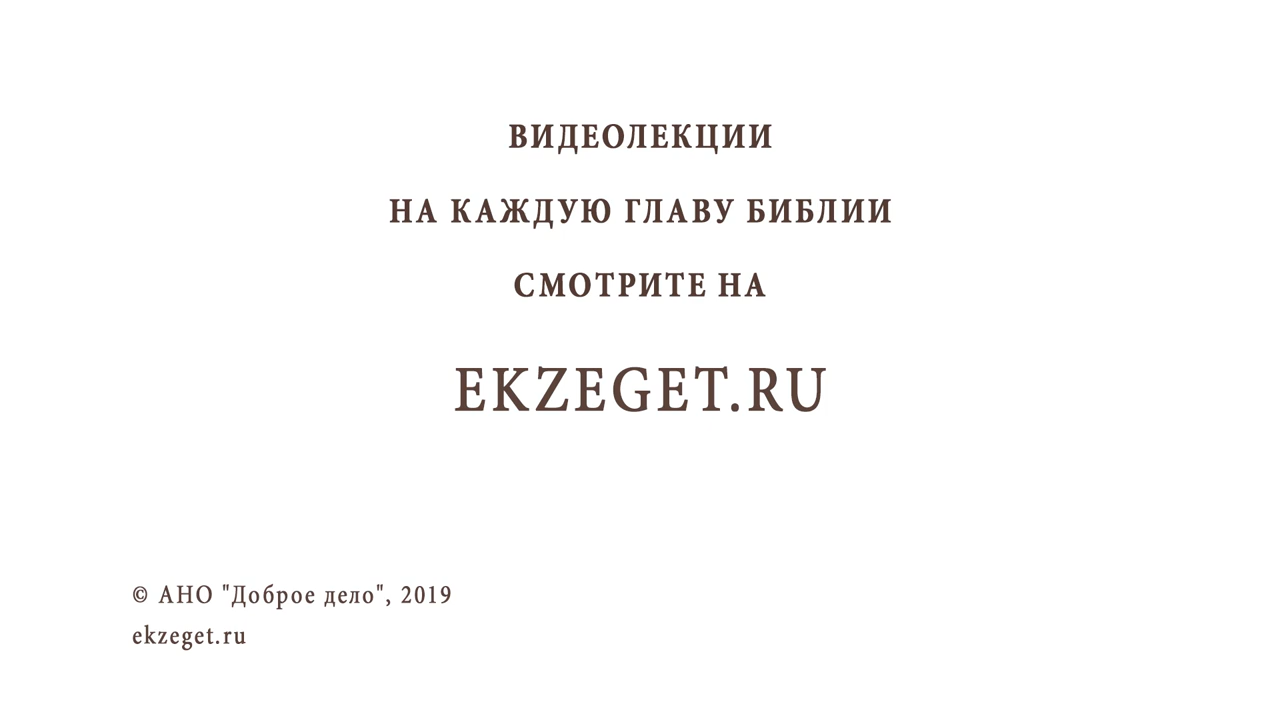 ВИДЕОЛЕКЦИИ
НА КАЖДУЮ ГЛАВУ БИБЛИИ
СМОТРИТЕ НА
EKZEGET.RU
© АНО "Доброе дело", 2019
ekzeget.ru